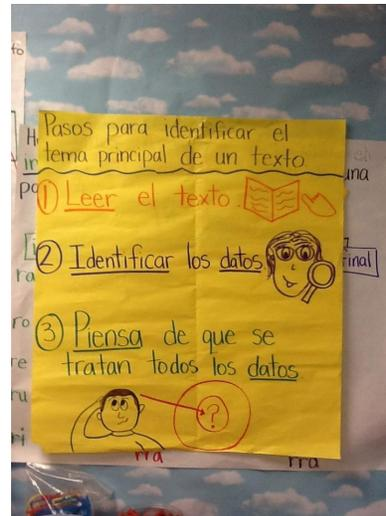 Pasos para identificar el
tema principal de un texto
① Leer el texto.
② Identificar los datos
③ Piensa de que se
tratan todos los datos
?